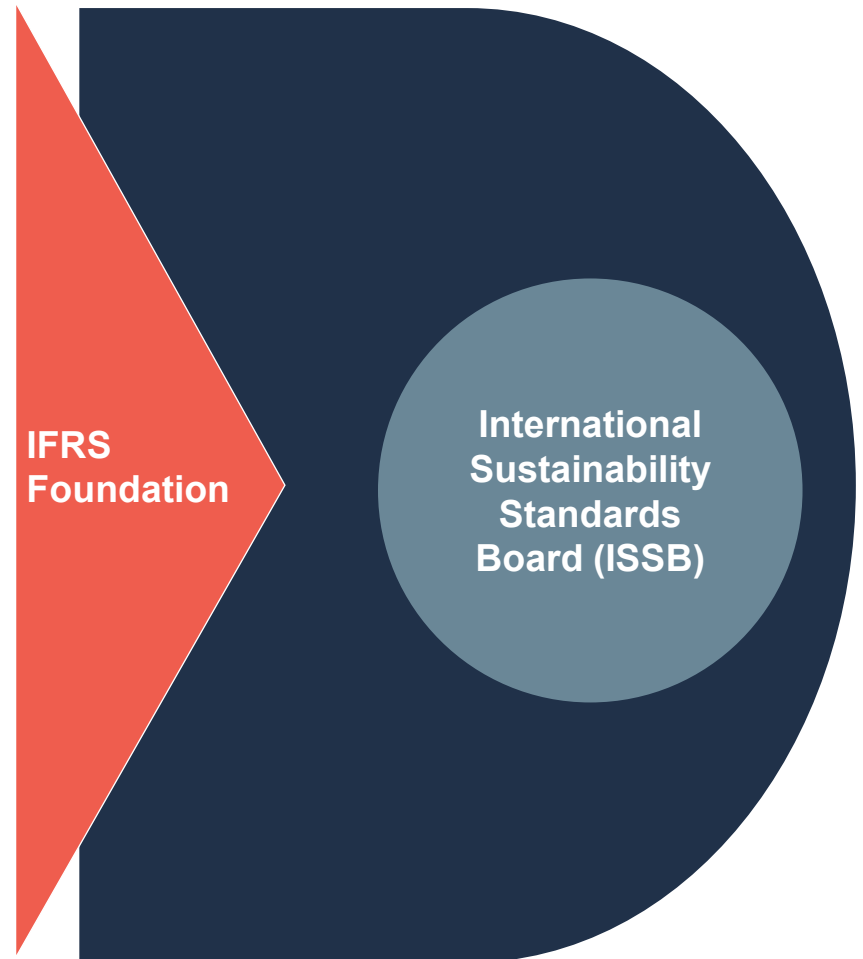 IFRS
Foundation
International
Sustainability
Standards
Board (ISSB)